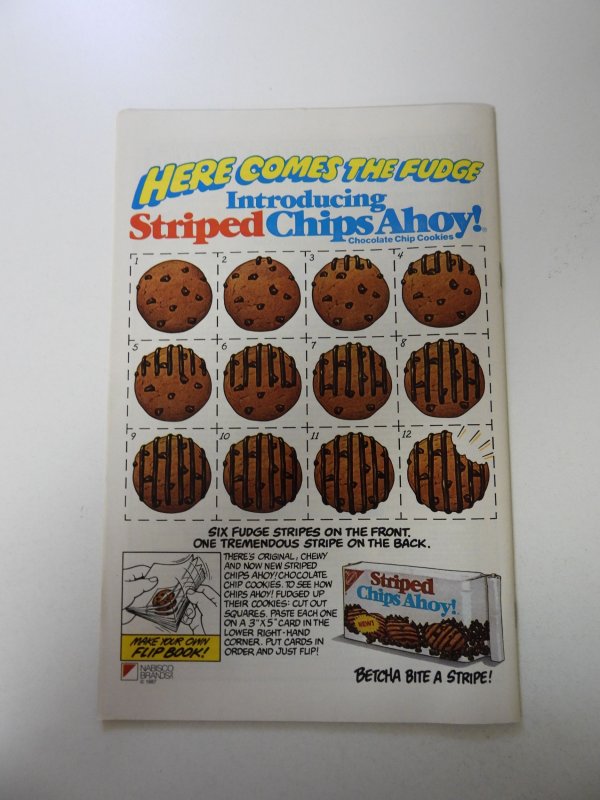 HERE COMES THE FUDGE
Introducing
Striped Chips Ahoy!®
Chocolate Chip Cookies
1 2 3 4
5 6 7 8
9 10 11 12
SIX FUDGE STRIPES ON THE FRONT.
ONE TREMENDOUS STRIPE ON THE BACK.
MAKE YOUR OWN
FLIP BOOK!
THERE'S ORIGINAL, CHEWY
AND NOW NEW STRIPED
CHIPS AHOY! CHOCOLATE
CHIP COOKIES. TO SEE HOW
CHIPS AHOY! FUDGED UP
THEIR COOKIES: CUT OUT
SQUARES. PASTE EACH ONE
ON A 3"X5" CARD IN THE
LOWER RIGHT-HAND
CORNER. PUT CARDS IN
ORDER, AND JUST FLIP!
Striped
Chips Ahoy!
NEW!
BETCHA BITE A STRIPE!
NABISCO
BRANDS
© 1987